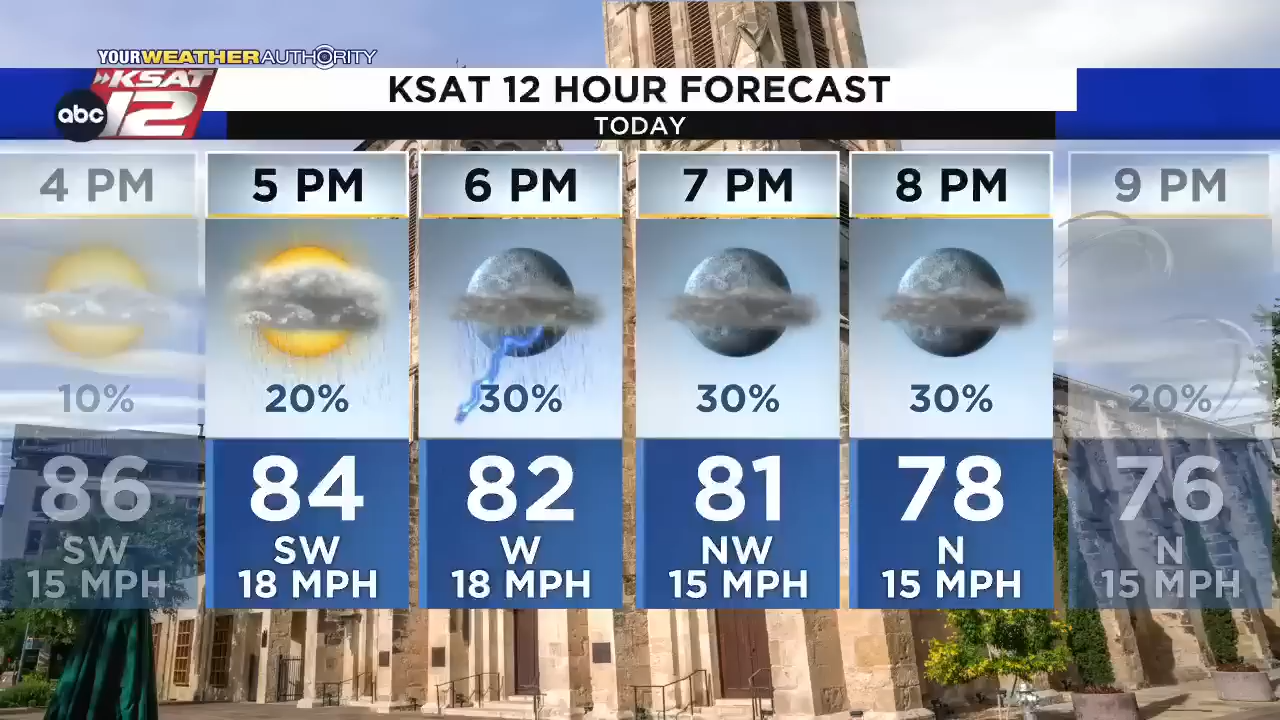 YOURWEATHERAUTHORITY
KSAT
abc 12
KSAT 12 HOUR FORECAST
TODAY
4 PM 5 PM 6 PM 7 PM 8 PM 9 PM
10% 20% 30% 30% 30% 20%
86 84 82 81 78 76
SW SW W NW N N
15 MPH 18 MPH 18 MPH 15 MPH 15 MPH 15 MPH